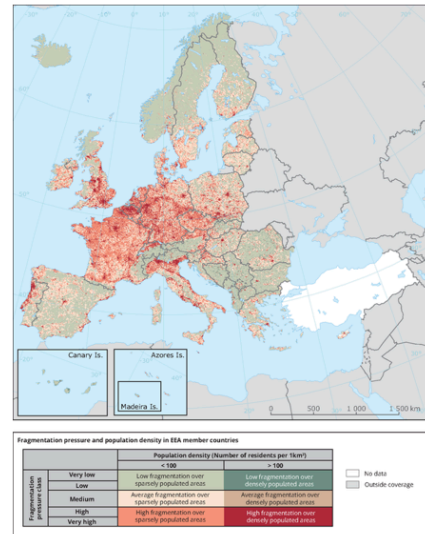 Canary Is.
Azores Is.
Madeira Is.
0 500 1 000 1 500 km
Fragmentation pressure and population density in EEA member countries
Population density (Number of residents per 1km²)
< 100 > 100
Fragmentation pressure class
Very low
Low
Low fragmentation over sparsely populated areas
Low fragmentation over densely populated areas
Medium
Average fragmentation over sparsely populated areas
Average fragmentation over densely populated areas
High
Very high
High fragmentation over sparsely populated areas
High fragmentation over densely populated areas
No data
Outside coverage